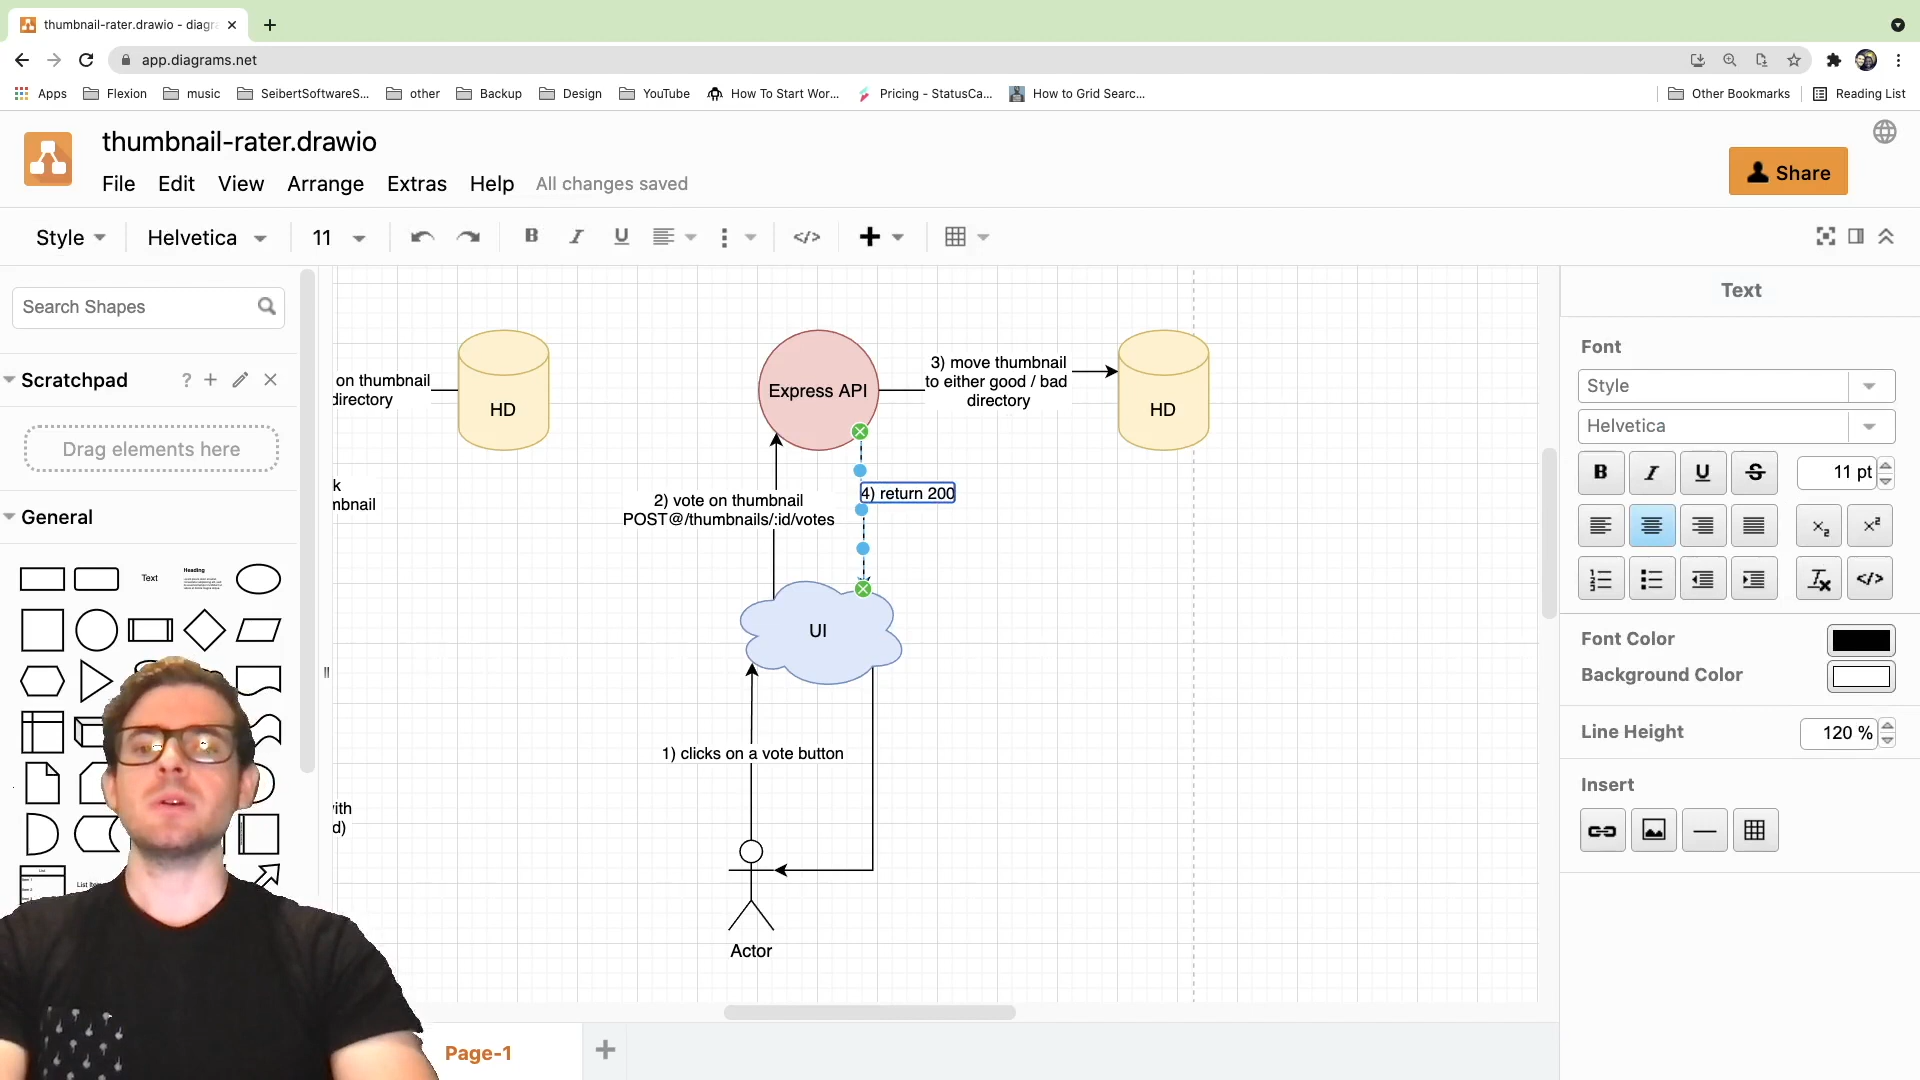 thumbnail-rater.drawio - diagr
app.diagrams.net
Apps
Flexion
music
SeibertSoftwareS...
other
Backup
Design
YouTube
How To Start Wor...
Pricing - StatusCa...
How to Grid Searc...
Other Bookmarks
Reading List
thumbnail-rater.drawio
File
Edit
View
Arrange
Extras
Help
All changes saved
Share
Style
Helvetica
11
B
I
U
Search Shapes
Scratchpad
Drag elements here
General
Text
Heading
on thumbnail
directory
HD
Express API
3) move thumbnail
to either good / bad
directory
HD
2) vote on thumbnail
POST@/thumbnails/:id/votes
4) return 200
UI
1) clicks on a vote button
Actor
Page-1
Text
Font
Style
Helvetica
B
I
U
S
11 pt
Font Color
Background Color
Line Height
120 %
Insert